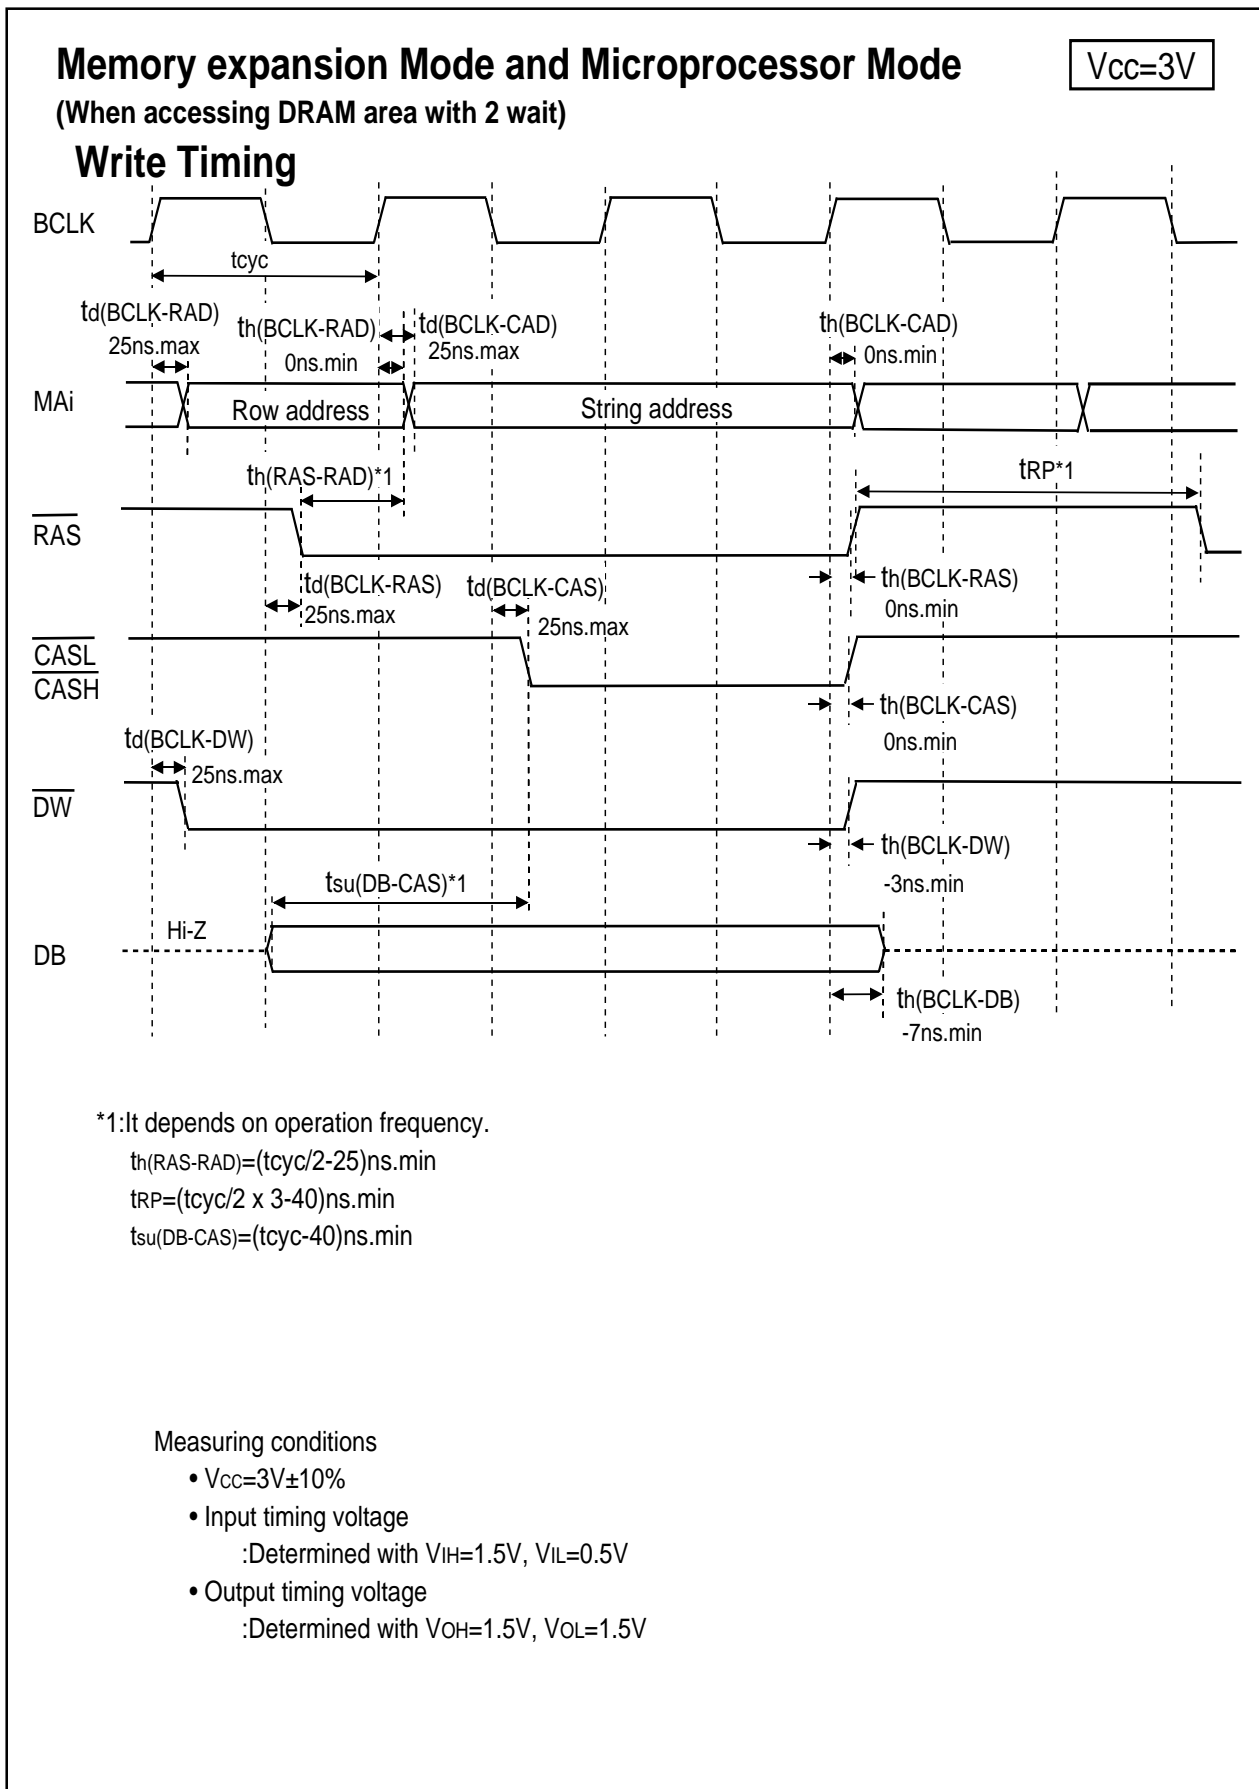 Memory expansion Mode and Microprocessor Mode
Vcc=3V
(When accessing DRAM area with 2 wait)
Write Timing
BCLK
tcyc
td(BCLK-RAD)
25ns.max
th(BCLK-RAD)
0ns.min
td(BCLK-CAD)
25ns.max
th(BCLK-CAD)
0ns.min
MAi
Row address
String address
th(RAS-RAD)*1
tRP*1
RAS
td(BCLK-RAS)
25ns.max
td(BCLK-CAS)
25ns.max
th(BCLK-RAS)
0ns.min
CASL
CASH
th(BCLK-CAS)
0ns.min
td(BCLK-DW)
25ns.max
DW
th(BCLK-DW)
-3ns.min
tsu(DB-CAS)*1
Hi-Z
DB
th(BCLK-DB)
-7ns.min
*1:It depends on operation frequency.
th(RAS-RAD)=(tcyc/2-25)ns.min
tRP=(tcyc/2 x 3-40)ns.min
tsu(DB-CAS)=(tcyc-40)ns.min
Measuring conditions
• VCC=3V±10%
• Input timing voltage
:Determined with VIH=1.5V, VIL=0.5V
• Output timing voltage
:Determined with VOH=1.5V, VOL=1.5V